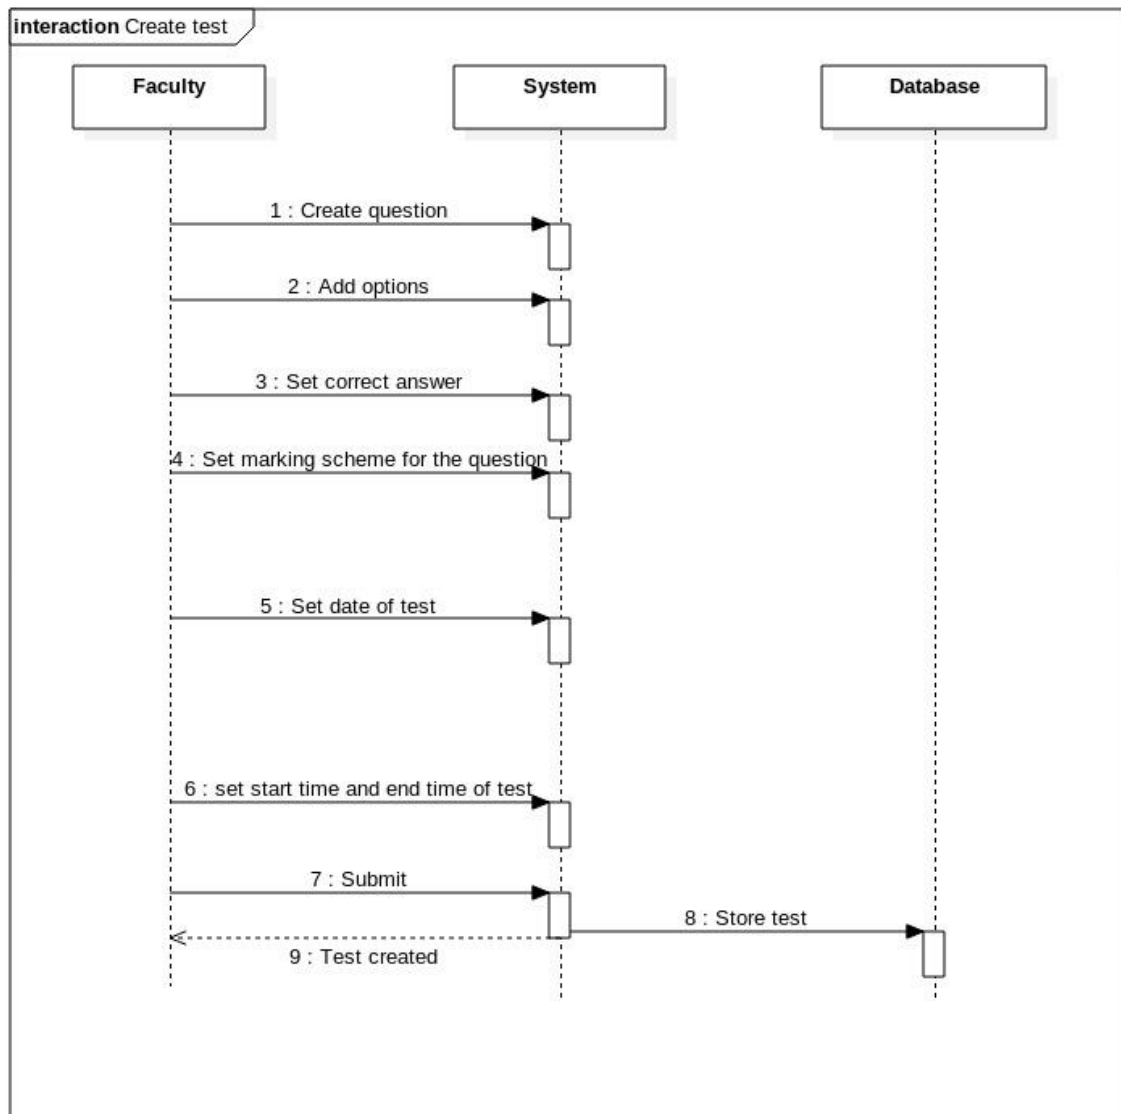 interaction Create test
Faculty
System
Database
1 : Create question
2 : Add options
3 : Set correct answer
4 : Set marking scheme for the question
5 : Set date of test
6 : set start time and end time of test
7 : Submit
8 : Store test
9 : Test created